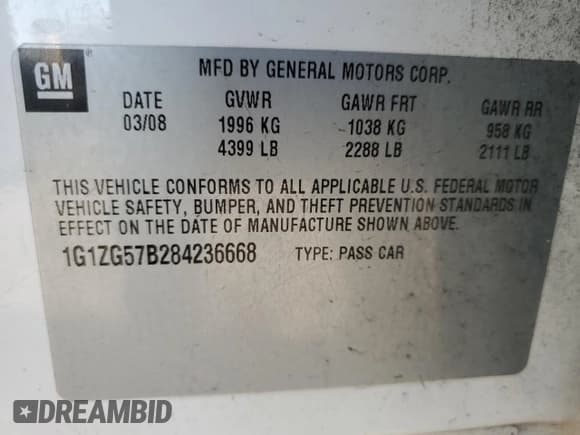 GM ®
MFD BY GENERAL MOTORS CORP.
DATE GVWR GAWR FRT GAWR RR
03/08 1996 KG 1038 KG 958 KG
4399 LB 2288 LB 2111 LB
THIS VEHICLE CONFORMS TO ALL APPLICABLE U.S. FEDERAL MOTOR
VEHICLE SAFETY, BUMPER, AND THEFT PREVENTION STANDARDS IN
EFFECT ON THE DATE OF MANUFACTURE SHOWN ABOVE.
1G1ZG57B284236668 TYPE: PASS CAR
DREAMBID